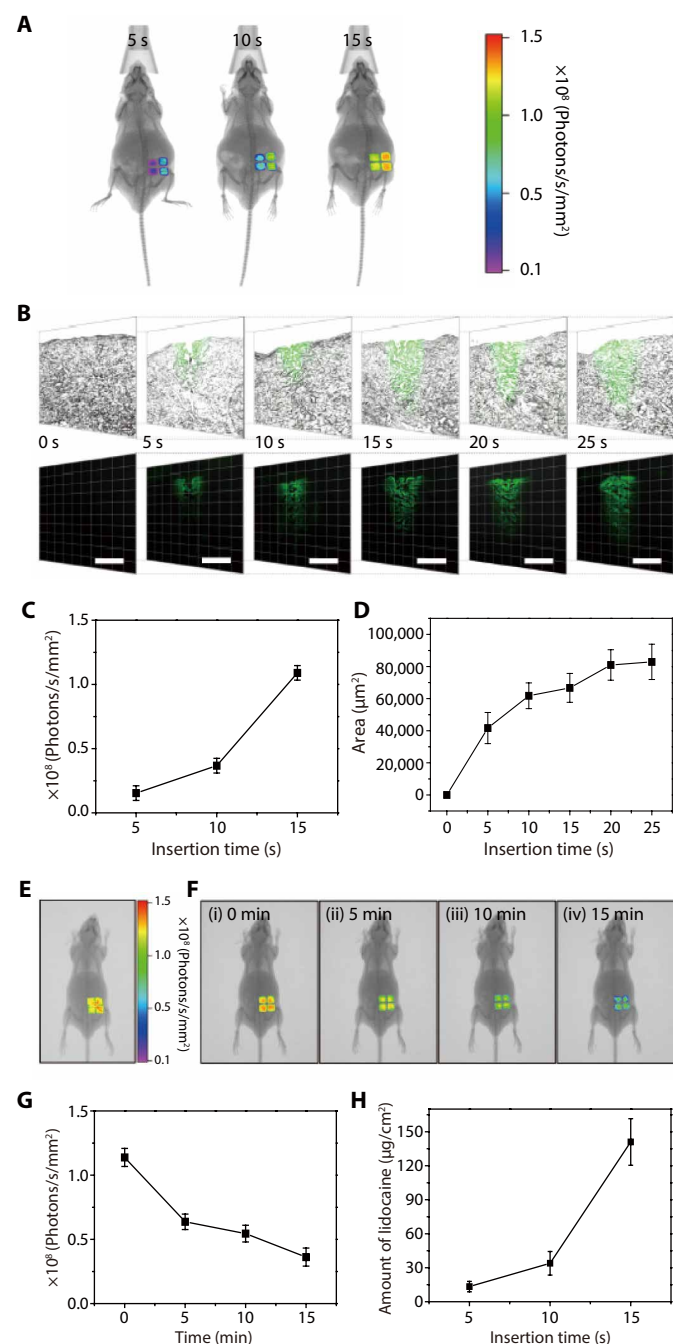 A
5 s
10 s
15 s
1.5
1.0
0.5
0.1
×10⁸ (Photons/s/mm²)
B
0 s
5 s
10 s
15 s
20 s
25 s
C
1.5
1.0
0.5
0.0
×10⁸ (Photons/s/mm²)
5
10
15
Insertion time (s)
D
100,000
80,000
60,000
40,000
20,000
0
Area (μm²)
0
5
10
15
20
25
Insertion time (s)
E
1.5
1.0
0.5
0.1
×10⁸ (Photons/s/mm²)
F
(i) 0 min
(ii) 5 min
(iii) 10 min
(iv) 15 min
G
1.5
1.0
0.5
0.0
×10⁸ (Photons/s/mm²)
0
5
10
15
Time (min)
H
150
120
90
60
30
0
Amount of lidocaine (μg/cm²)
5
10
15
Insertion time (s)